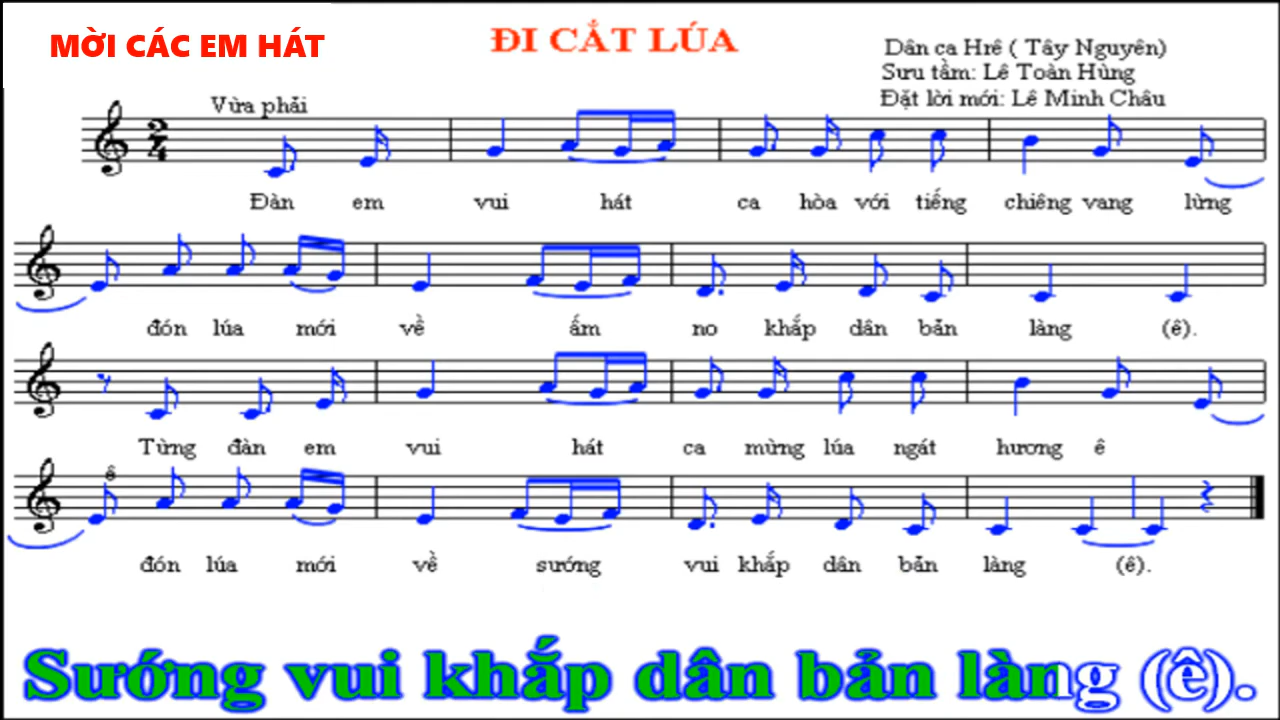 MỜI CÁC EM HÁT
ĐI CẮT LÚA
Dân ca Hrê ( Tây Nguyên)
Sưu tầm: Lê Toàn Hùng
Đặt lời mới: Lê Minh Châu
Vừa phải
2
4
Đàn em vui hát ca hòa với tiếng chiêng vang lừng
đón lúa mới về ấm no khắp dân bản làng (ê).
Từng đàn em vui hát ca mừng lúa ngát hương ê
ê
đón lúa mới về sướng vui khắp dân bản làng (ê).
Sướng vui khắp dân bản làng (ê).